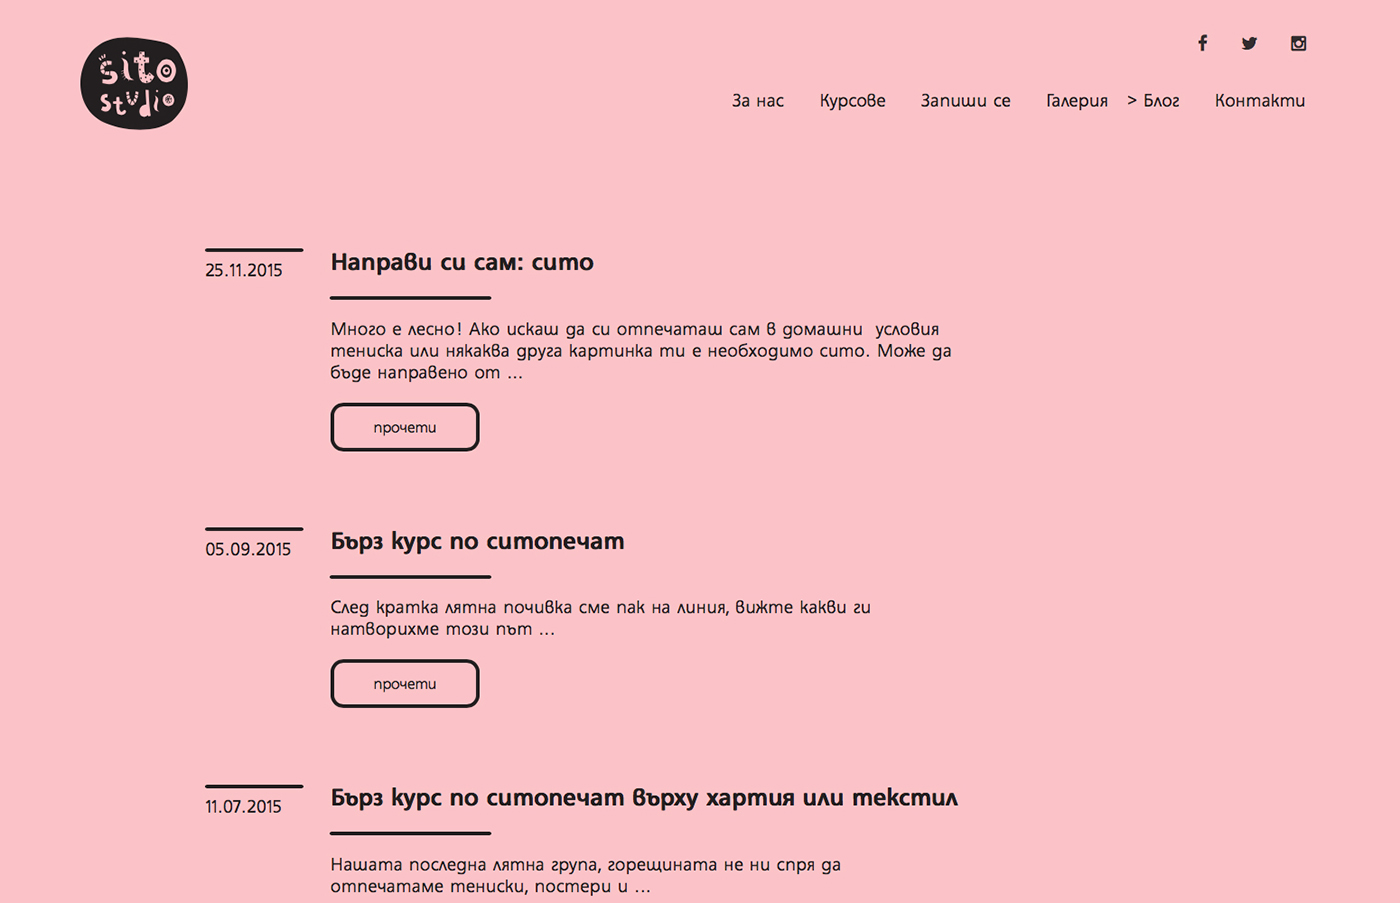 sito
studio
За нас Курсове Запиши се Галерия > Блог Контакти
25.11.2015
Направи си сам: сито
Много е лесно! Ако искаш да си отпечаташ сам в домашни условия
тениска или някаква друга картинка ти е необходимо сито. Може да
бъде направено от ...
прочети
05.09.2015
Бърз курс по ситопечат
След кратка лятна почивка сме пак на линия, вижте какви ги
натворихме този път ...
прочети
11.07.2015
Бърз курс по ситопечат върху хартия или текстил
Нашата последна лятна група, горещината не ни спря да
отпечатаме тениски, постери и ...